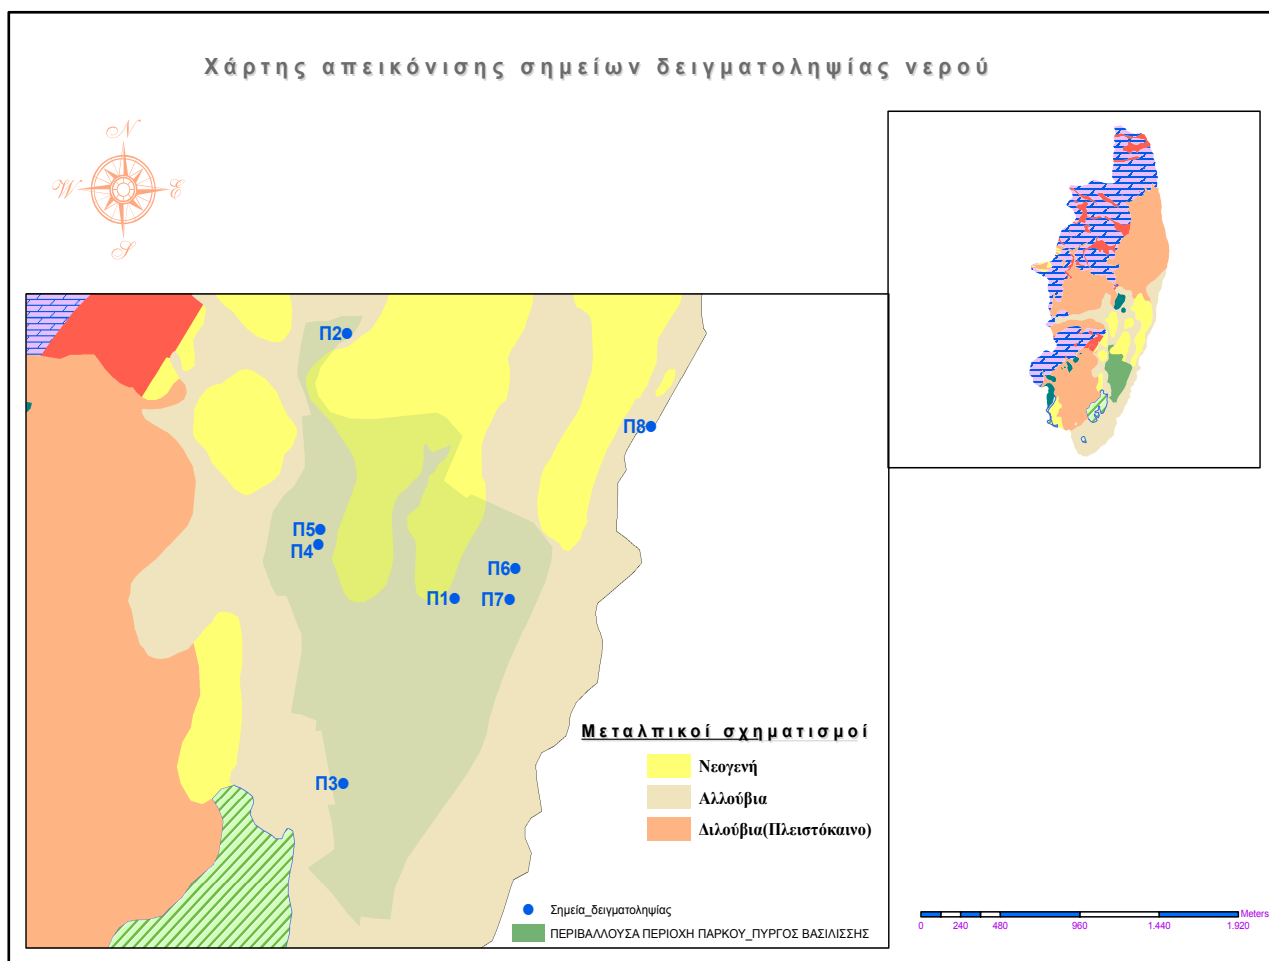 Χάρτης απεικόνισης σημείων δειγματοληψίας νερού
N
W E
S
Π2
Π8
Π5
Π4
Π6
Π1 Π7
Π3
Μεταλπικοί σχηματισμοί
Νεογενή
Αλλούβια
Διλούβια(Πλειστόκαινο)
Σημεία_δειγματοληψίας
ΠΕΡΙΒΑΛΛΟΥΣΑ ΠΕΡΙΟΧΗ ΠΑΡΚΟΥ_ΠΥΡΓΟΣ ΒΑΣΙΛΙΣΣΗΣ
Meters
0 240 480 960 1.440 1.920